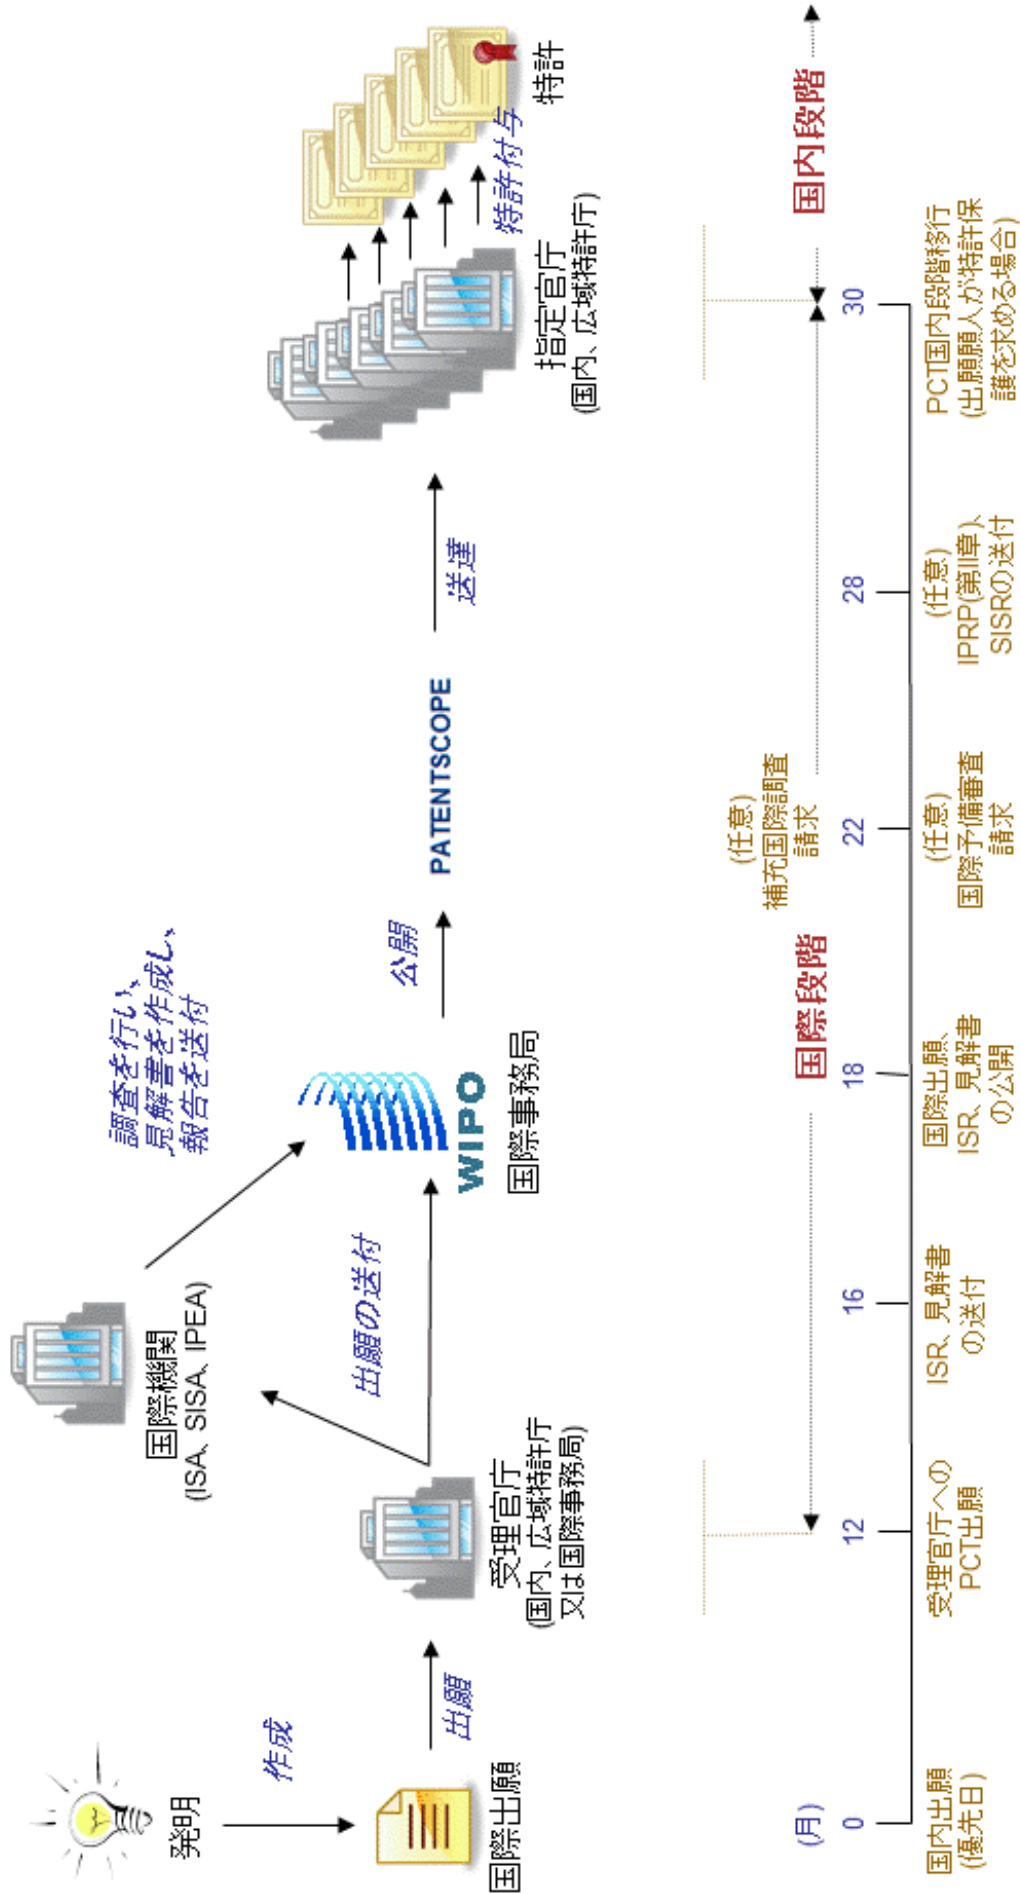 発明
作成
国際出願
出願
受理官庁
(国内、広域特許庁
又は国際事務局)
国際機関
(ISA、SISA、IPEA)
出願の送付
調査を行い、
見解書を作成し、
報告を送付
WIPO
国際事務局
公開
PATENTSCOPE
送達
指定官庁
(国内、広域特許庁)
特許付与
特許
国際段階
国内段階
(任意)
補充国際調査
請求
(月)
0
12
16
18
22
28
30
国内出願
(優先日)
受理官庁への
PCT出願
ISR、見解書
の送付
国際出願、
ISR、見解書
の公開
(任意)
国際予備審査
請求
(任意)
IPRP(第II章)、
SISRの送付
PCT国内段階移行
(出願願人が特許保
護を求める場合)